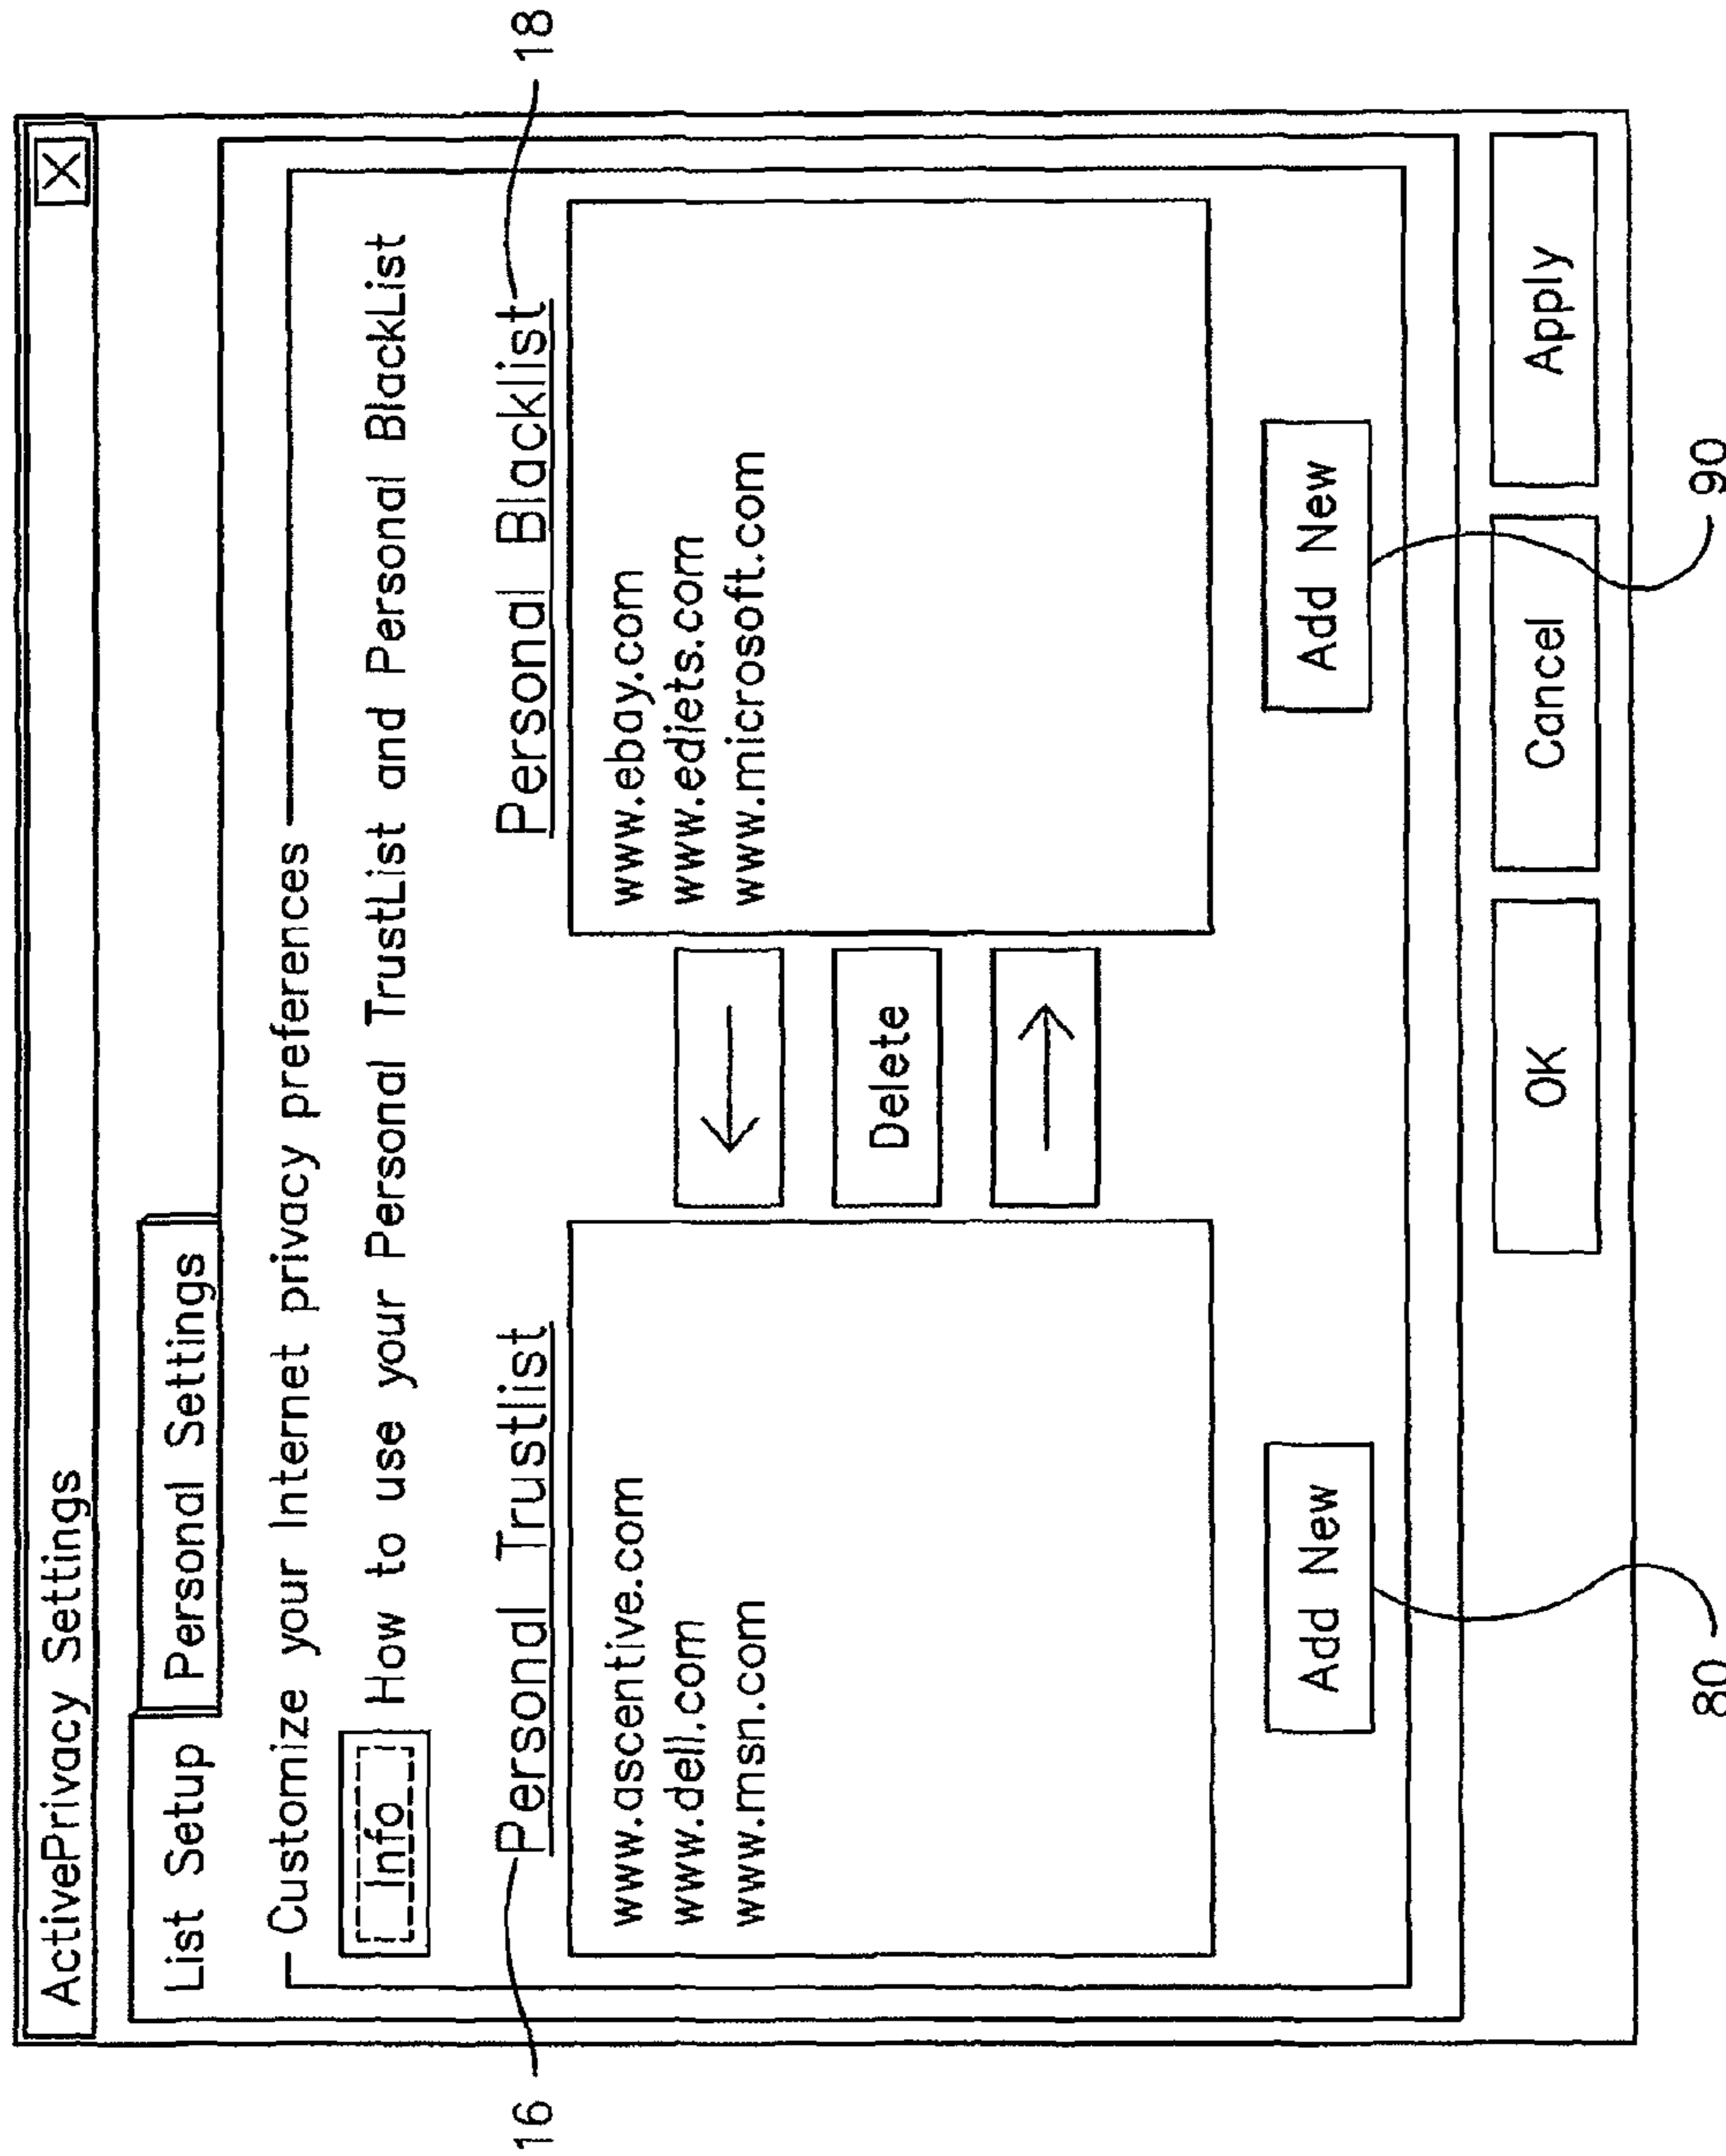 ActivePrivacy Settings X
List Setup Personal Settings
Customize your Internet privacy preferences
Info How to use your Personal TrustList and Personal BlackList
16 Personal Trustlist Personal Blacklist 18
www.ascentive.com
www.dell.com
www.msn.com
Delete
www.ebay.com
www.ediets.com
www.microsoft.com
Add New Add New
OK Cancel Apply
80 90